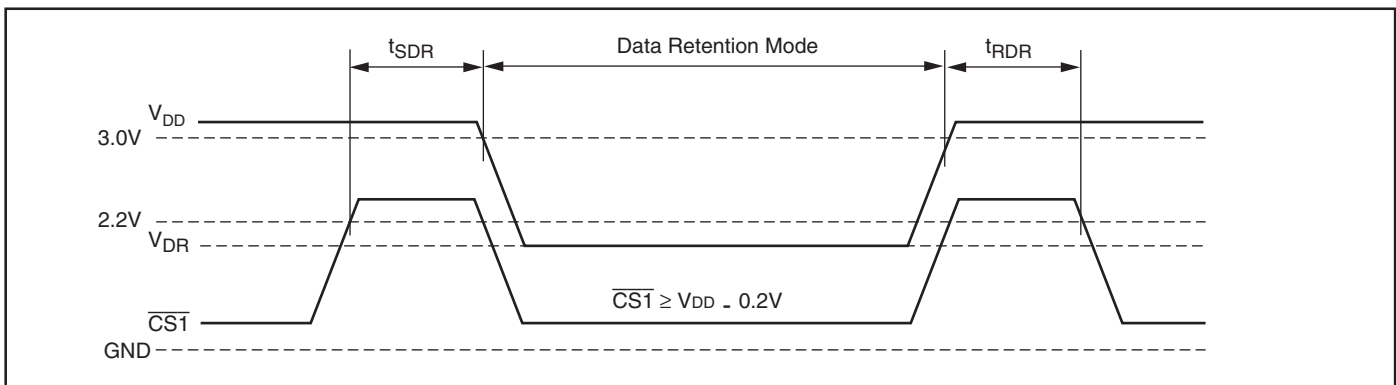 tSDR Data Retention Mode tRDR
VDD
3.0V
2.2V
VDR
CS1 ≥ VDD - 0.2V
CS1
GND